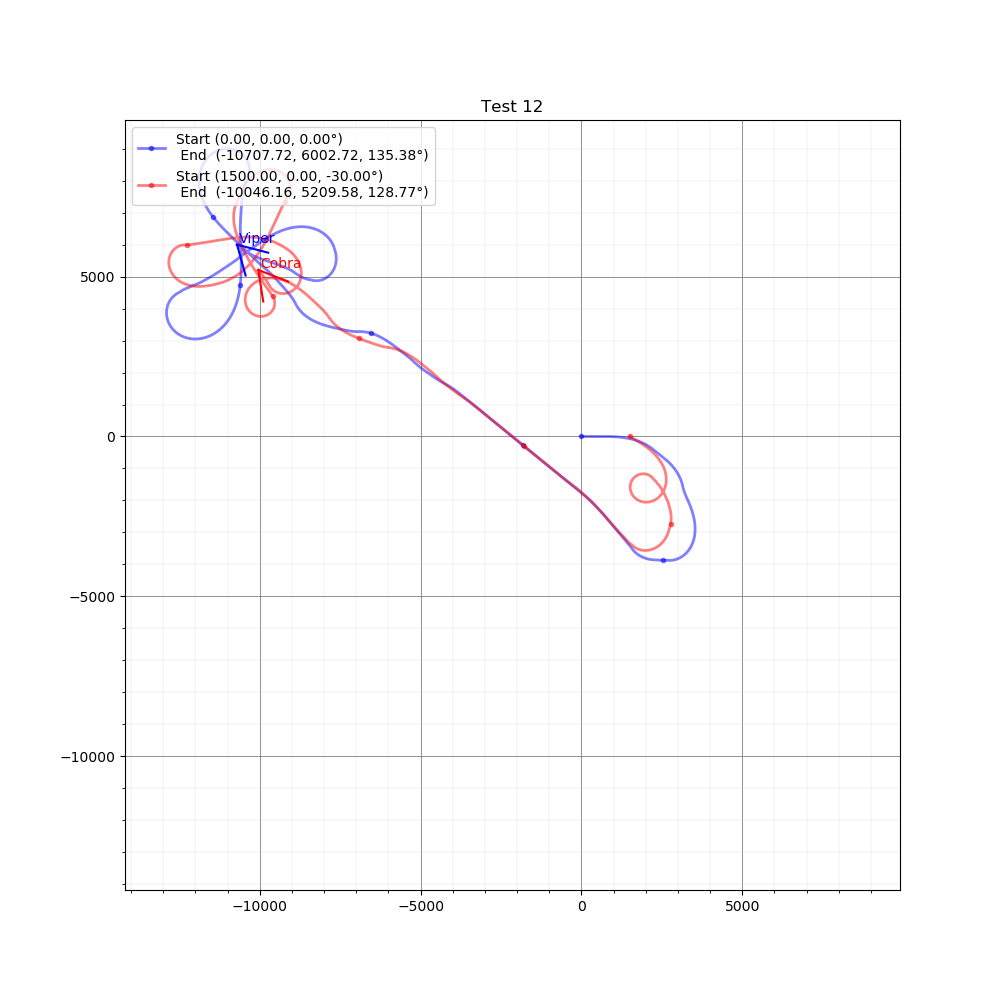 Test 12
Start (0.00, 0.00, 0.00°)
End (-10707.72, 6002.72, 135.38°)
Start (1500.00, 0.00, -30.00°)
End (-10046.16, 5209.58, 128.77°)
Viper
Cobra
5000
0
−5000
−10000
−10000
−5000
0
5000